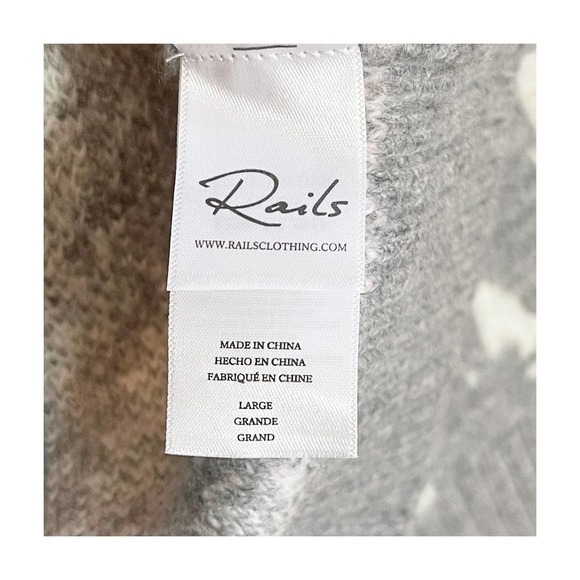 Rails
WWW.RAILSCLOTHING.COM
MADE IN CHINA
HECHO EN CHINA
FABRIQUÉ EN CHINE
LARGE
GRANDE
GRAND